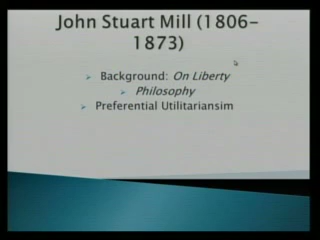 John Stuart Mill (1806-
1873)
Background: On Liberty
Philosophy
Preferential Utilitariansim